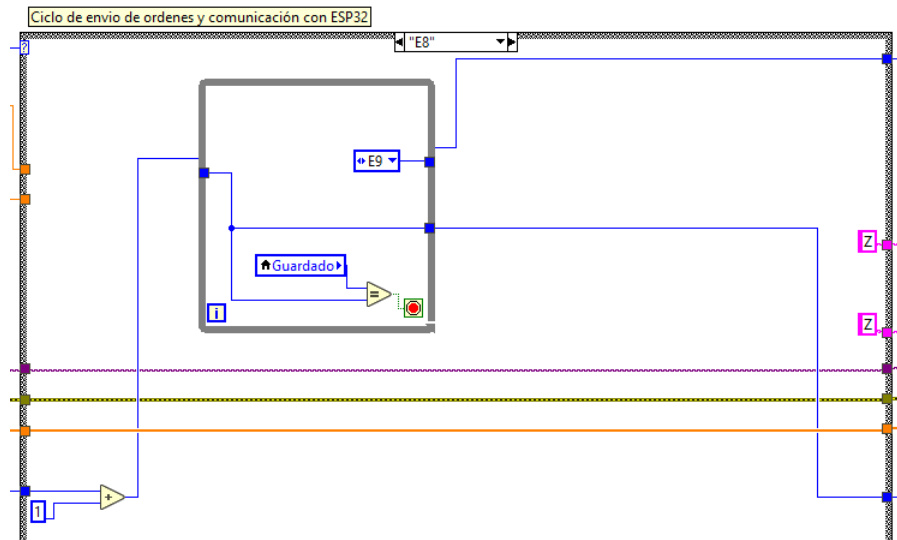 Ciclo de envio de ordenes y comunicación con ESP32
"E8"
?
E9
Z
Guardado
=
i
Z
+
1